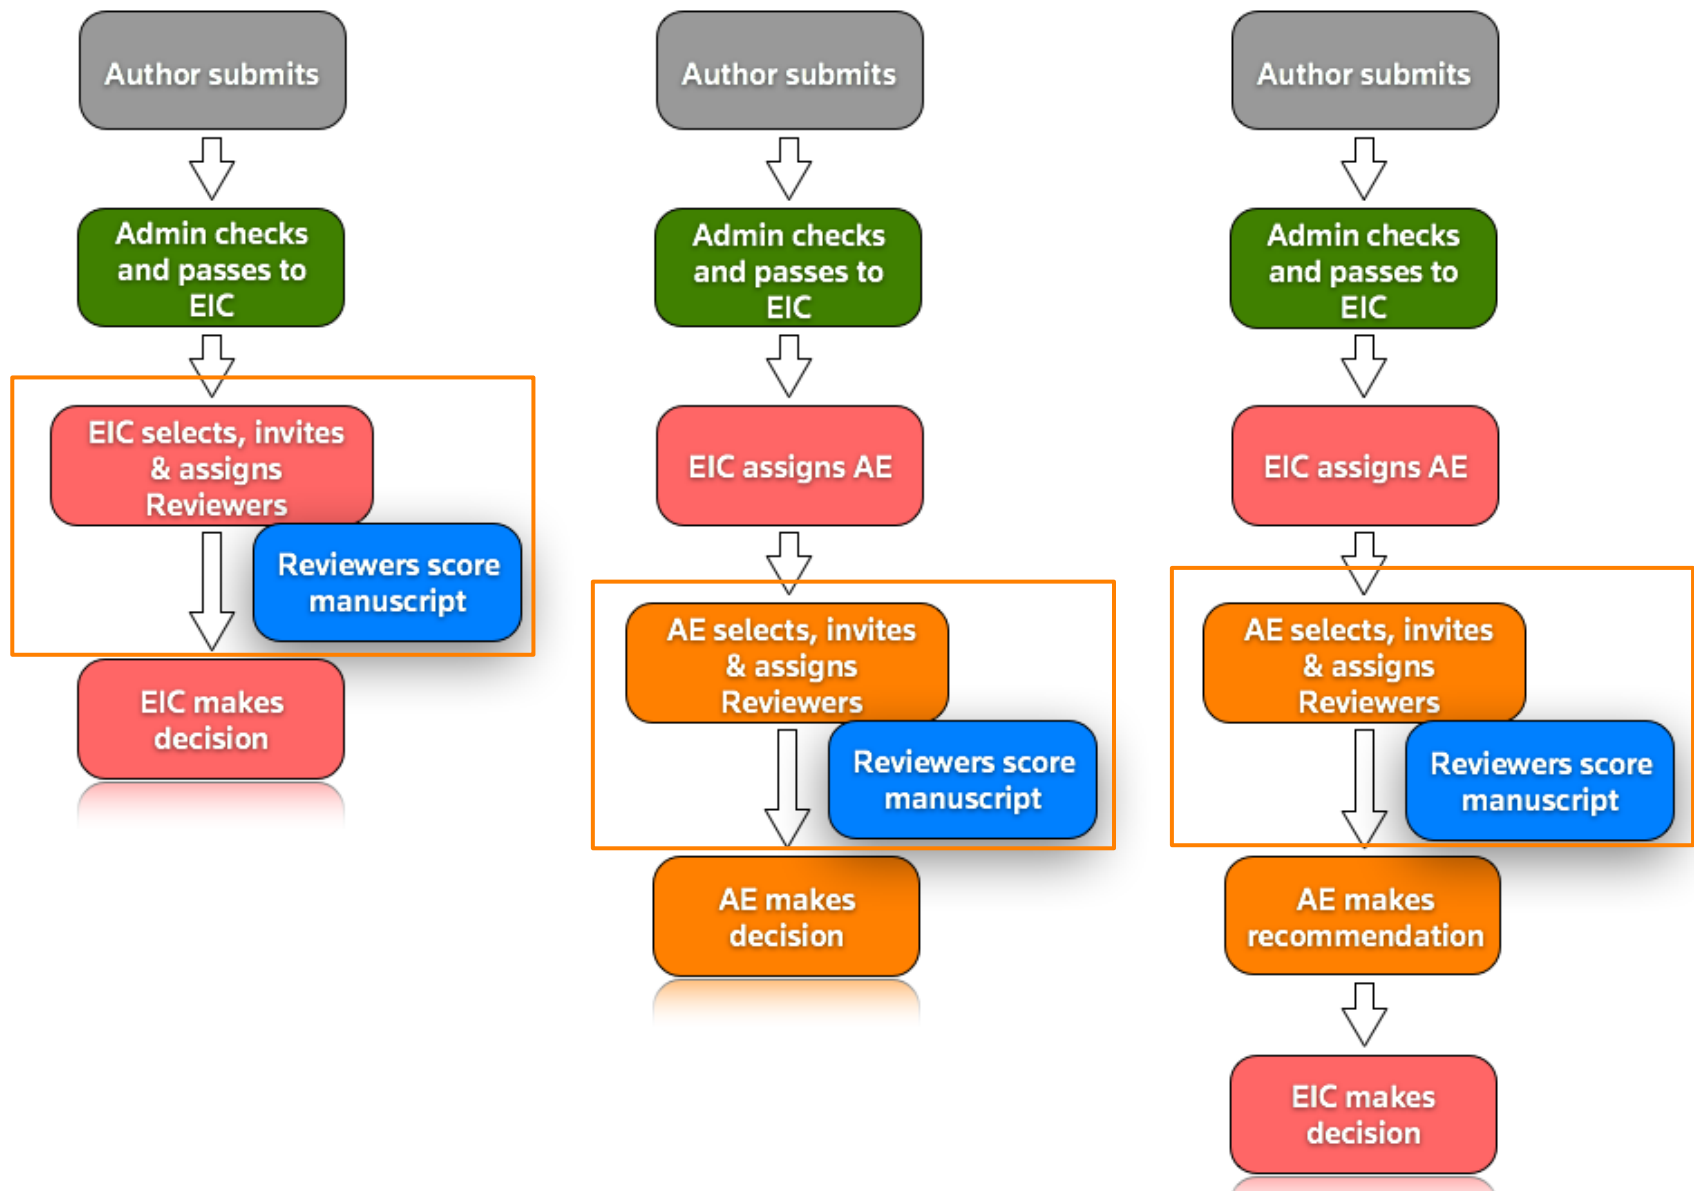 Author submits
Admin checks
and passes to
EIC
EIC selects, invites
& assigns
Reviewers
Reviewers score
manuscript
EIC makes
decision
Author submits
Admin checks
and passes to
EIC
EIC assigns AE
AE selects, invites
& assigns
Reviewers
Reviewers score
manuscript
AE makes
decision
Author submits
Admin checks
and passes to
EIC
EIC assigns AE
AE selects, invites
& assigns
Reviewers
Reviewers score
manuscript
AE makes
recommendation
EIC makes
decision